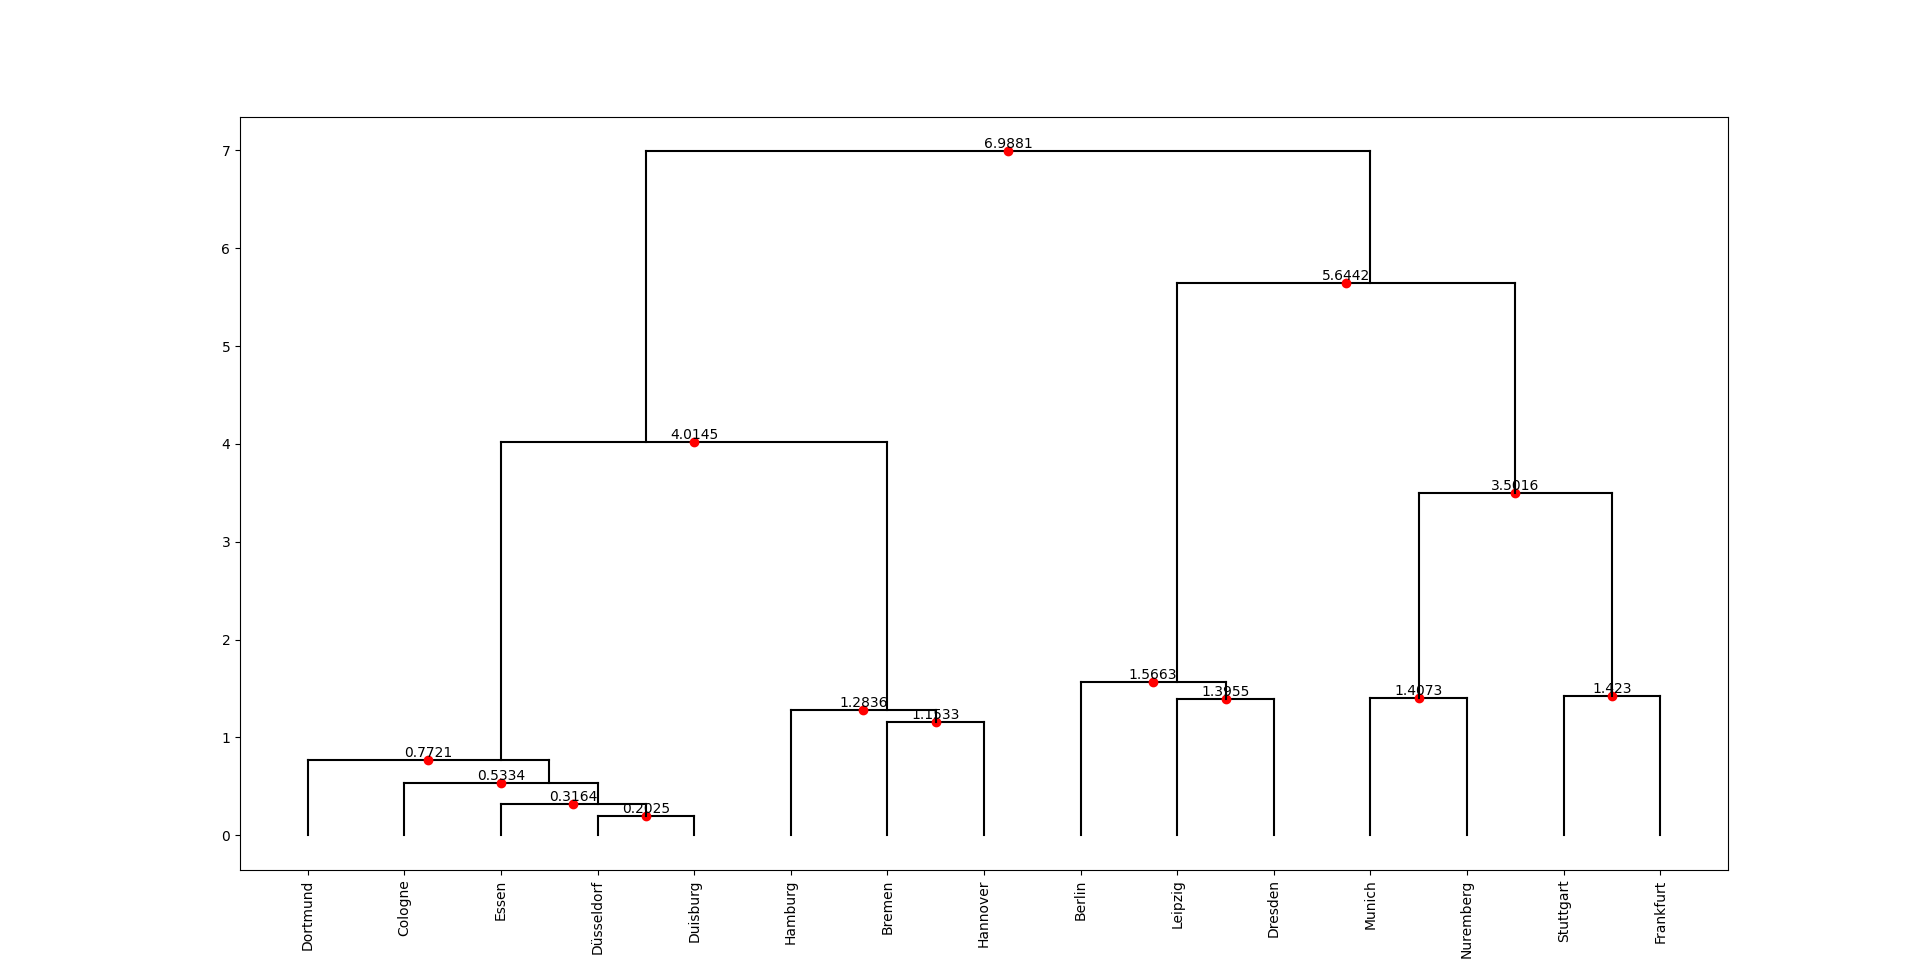 6.9881
7
6
5.6442
5
4.0145
4
3.5016
3
2
1.5663
1.3955
1.4073
1.423
1.2836
1.1533
1
0.7721
0.5334
0.3164
0.2025
0
Dortmund
Cologne
Essen
Düsseldorf
Duisburg
Hamburg
Bremen
Hannover
Berlin
Leipzig
Dresden
Munich
Nuremberg
Stuttgart
Frankfurt